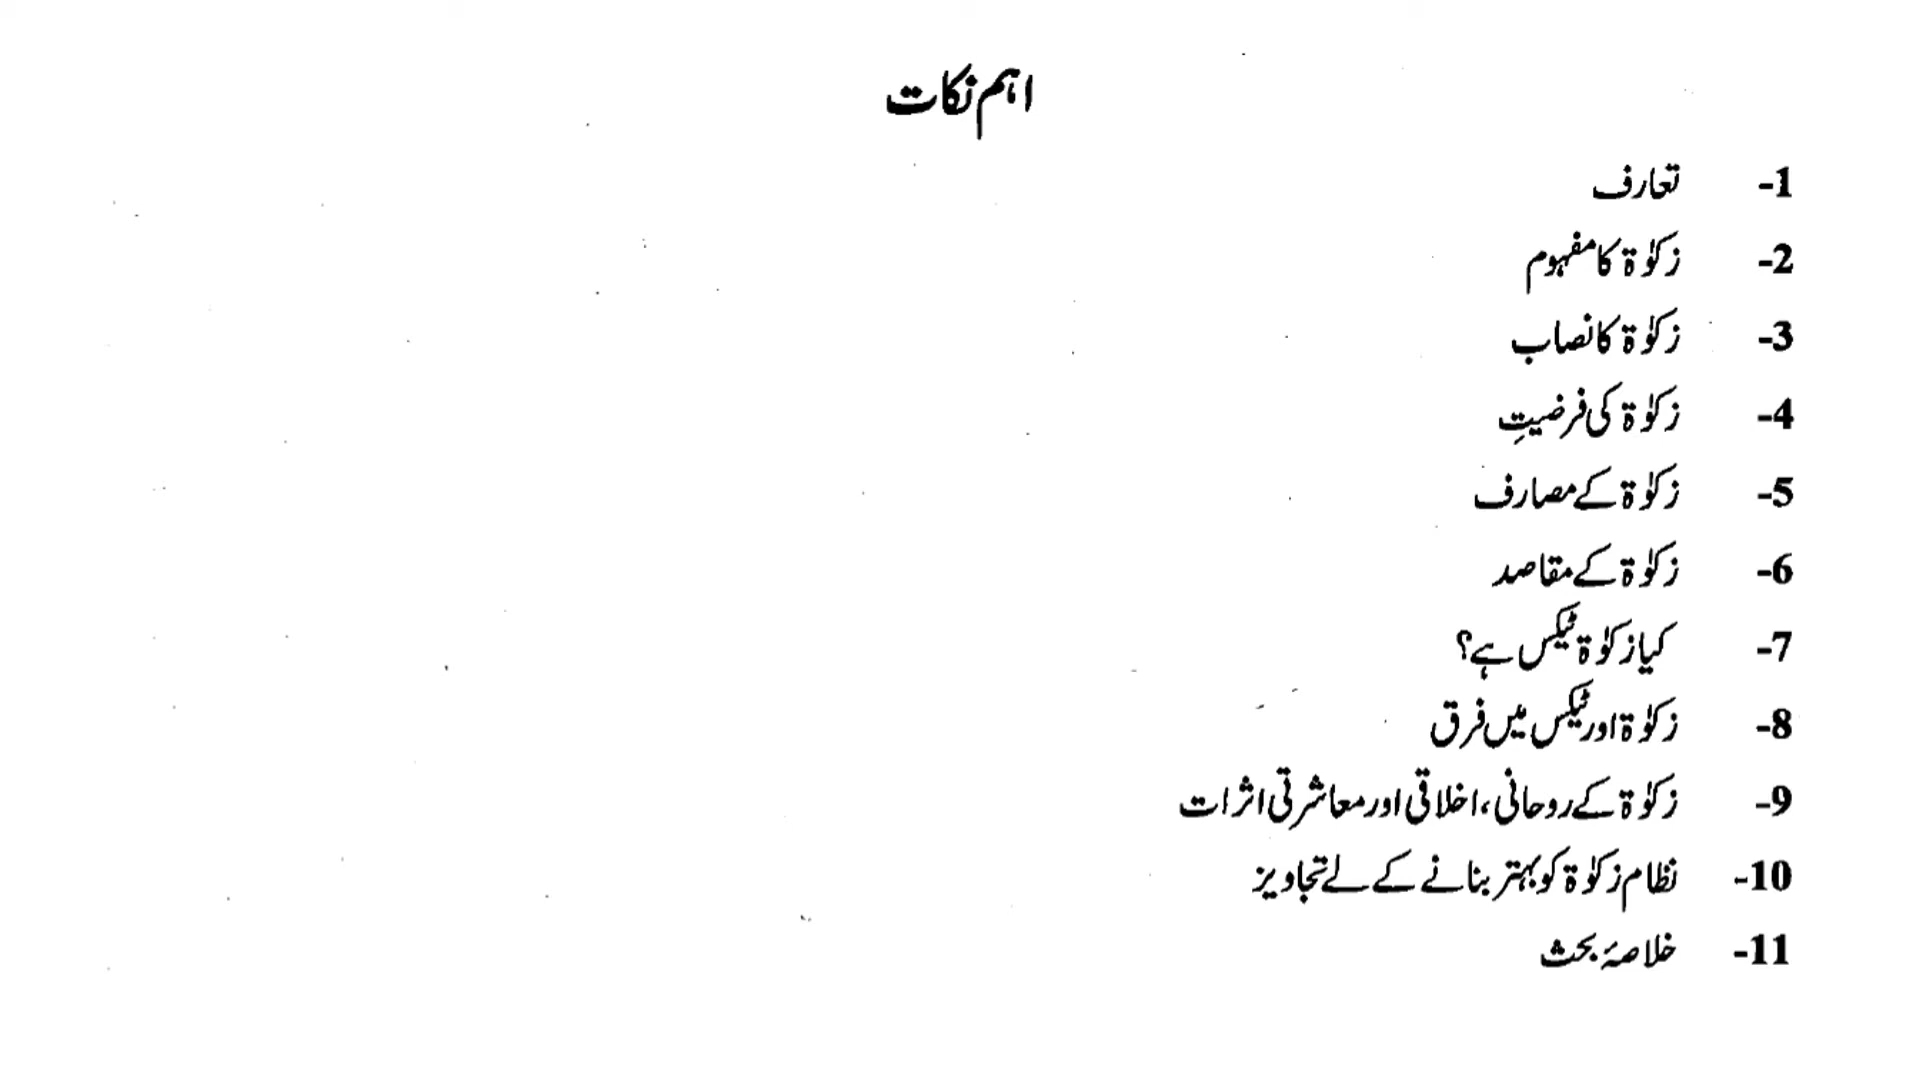 اہم نکات
1- تعارف
2- زکوٰۃ کا مفہوم
3- زکوٰۃ کا نصاب
4- زکوٰۃ کی فرضیتِ
5- زکوٰۃ کے مصارف
6- زکوٰۃ کے مقاصد
7- کیا زکوٰۃ ٹیکس ہے؟
8- زکوٰۃ اور ٹیکس میں فرق
9- زکوٰۃ کے روحانی، اخلاقی اور معاشرتی اثرات
10- نظام زکوٰۃ کو بہتر بنانے کے لے تجاویز
11- خلاصۂ بحث